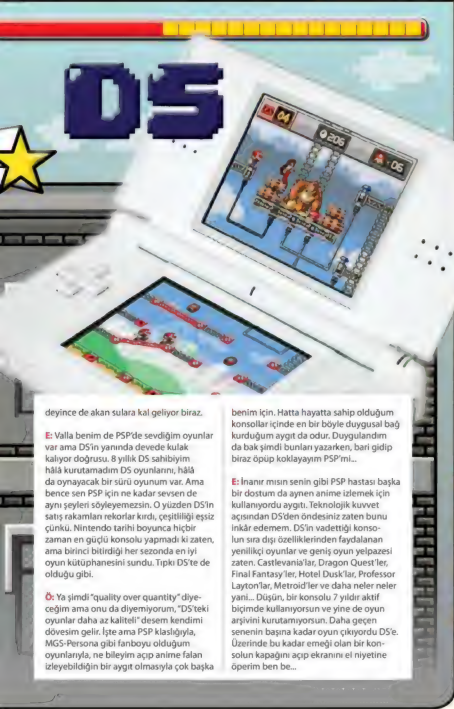 DS
04
206
06
deyince de akan sulara kal geliyor biraz.
E: Valla benim de PSP'de sevdiğim oyunlar
var ama DS'in yanında devede kulak
kalıyor doğrusu. 8 yıllık DS sahibiyim
hâlâ kurutamadım DS oyunlarını, hâlâ
da oynayacak bir sürü oyunum var. Ama
bence sen PSP için ne kadar sevsen de
aynı şeyleri söyleyemezsin. O yüzden DS'in
satış rakamları rekorlar kırdı, çeşitliliği eşsiz
çünkü. Nintendo tarihi boyunca hiçbir
zaman en güçlü konsolu yapmadı ki zaten,
ama birinci bitirdiği her sezonda en iyi
oyun kütüphanesini sundu. Tıpkı DS'te de
olduğu gibi.
Ö: Ya şimdi "quality over quantity" diye-
ceğim ama onu da diyemiyorum, "DS'teki
oyunlar daha az kaliteli" desem kendimi
dövesim gelir. İşte ama PSP klaslığıyla,
MGS-Persona gibi fanboyu olduğum
oyunlarıyla, ne bileyim açıp anime falan
izleyebildiğin bir aygıt olmasıyla çok başka
benim için. Hatta hayatta sahip olduğum
konsollar içinde en bir böyle duygusal bağ
kurduğum aygıt da odur. Duygulandım
da bak şimdi bunları yazarken, bari gidip
biraz öpüp koklayayım PSP'mi...
E: İnanır mısın senin gibi PSP hastası başka
bir dostum da aynen anime izlemek için
kullanıyordu aygıtı. Teknolojik kuvvet
açısından DS'den öndesiniz zaten bunu
inkâr edemem. DS'in vadettiği konso-
lun sıra dışı özelliklerinden faydalanan
yenilikçi oyunlar ve geniş oyun yelpazesi
zaten. Castlevania'lar, Dragon Quest'ler,
Final Fantasy'ler, Hotel Dusk'lar, Professor
Layton'lar, Metroid'ler ve daha neler neler
yani... Düşün, bir konsolu 7 yıldır aktif
biçimde kullanıyorsun ve yine de oyun
arşivini kurutamıyorsun. Daha geçen
senenin başına kadar oyun çıkıyordu DS'e.
Üzerinde bu kadar emeği olan bir kon-
solun kapağını açıp ekranını el niyetine
öperim ben be...